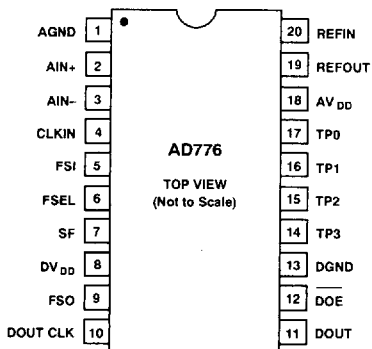 AGND 1
AIN+ 2
AIN– 3
CLKIN 4
FSI 5
FSEL 6
SF 7
DVDD 8
FSO 9
DOUT CLK 10
AD776
TOP VIEW
(Not to Scale)
20 REFIN
19 REFOUT
18 AVDD
17 TP0
16 TP1
15 TP2
14 TP3
13 DGND
12 DOE
11 DOUT